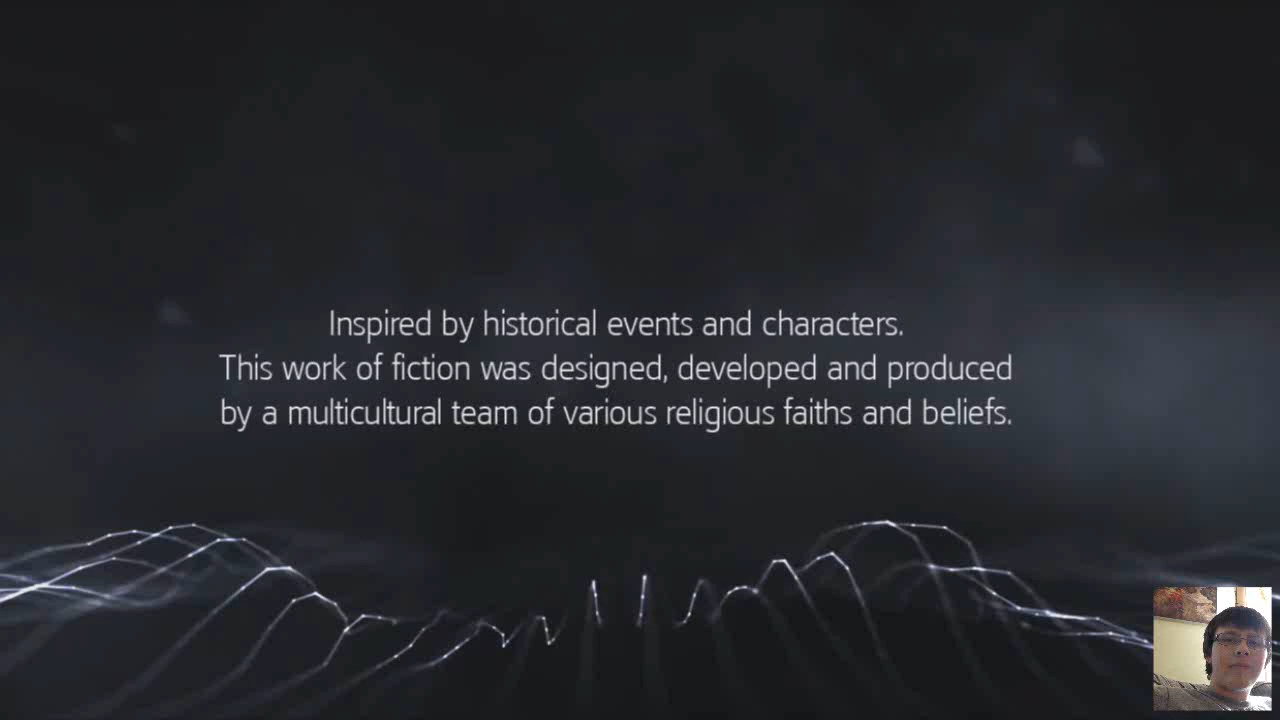 Inspired by historical events and characters.
This work of fiction was designed, developed and produced
by a multicultural team of various religious faiths and beliefs.